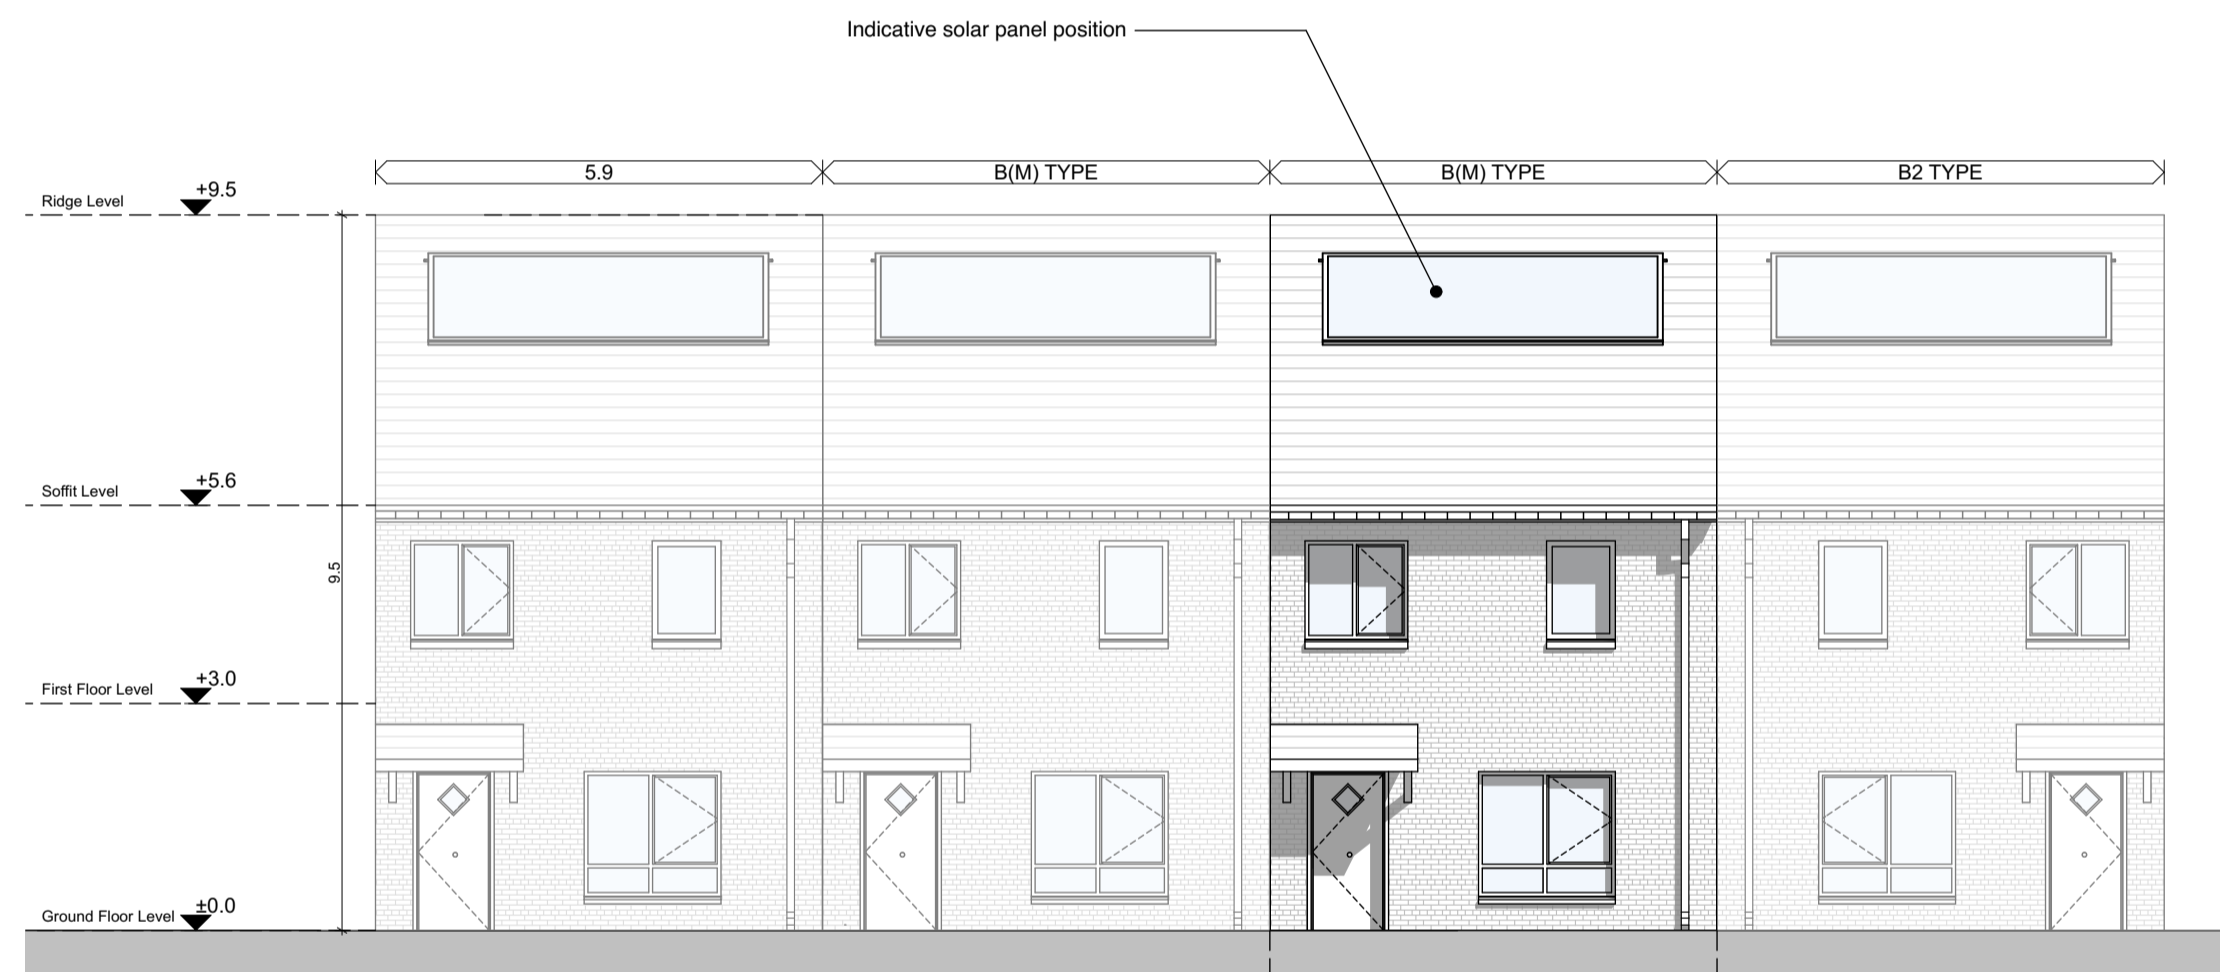 Indicative solar panel position
5.9
B(M) TYPE
B(M) TYPE
B2 TYPE
Ridge Level
+9.5
Soffit Level
+5.6
9.5
First Floor Level
+3.0
Ground Floor Level
±0.0